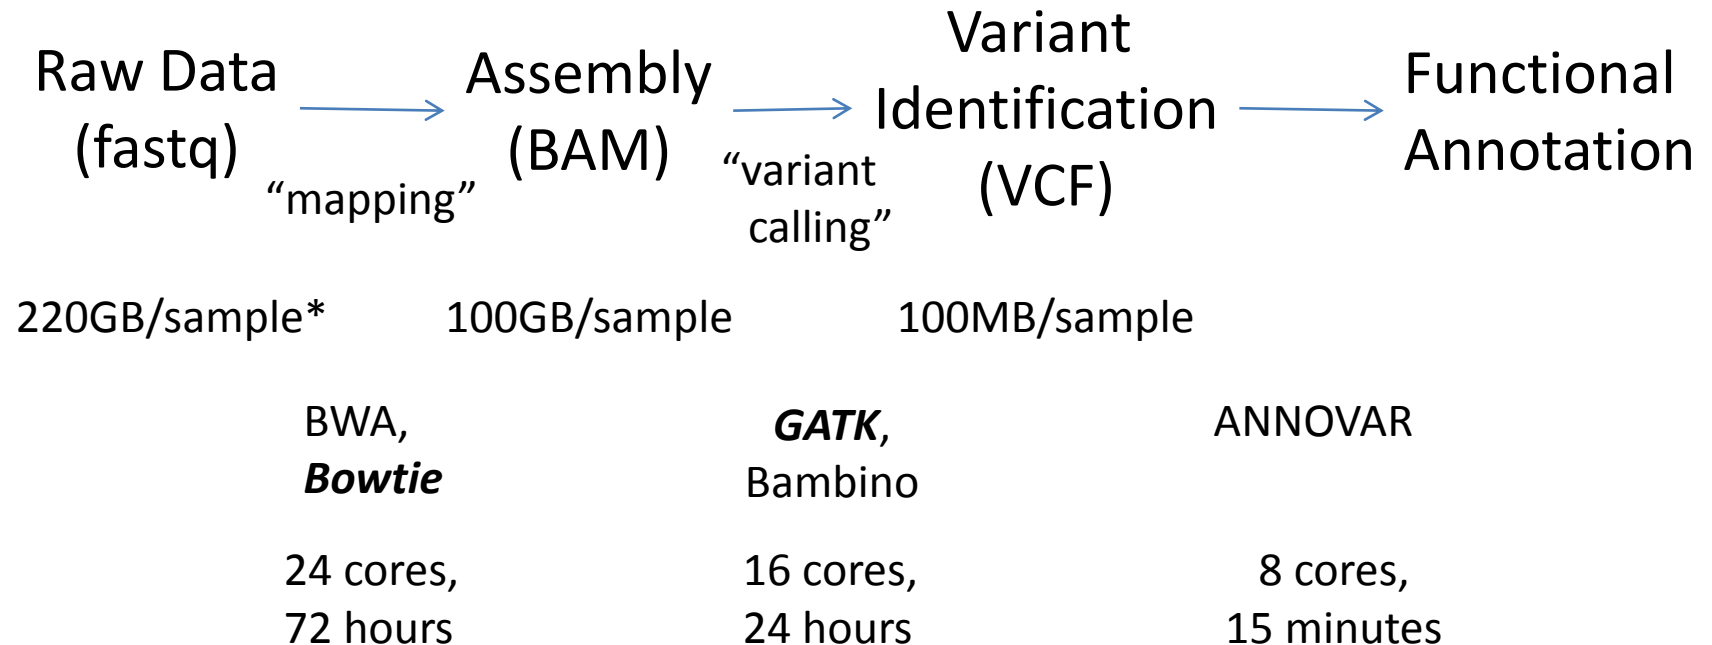 Raw Data
(fastq)
“mapping”
Assembly
(BAM)
“variant
calling”
Variant
Identification
(VCF)
Functional
Annotation
220GB/sample*
100GB/sample
100MB/sample
BWA,
Bowtie
GATK,
Bambino
ANNOVAR
24 cores,
72 hours
16 cores,
24 hours
8 cores,
15 minutes